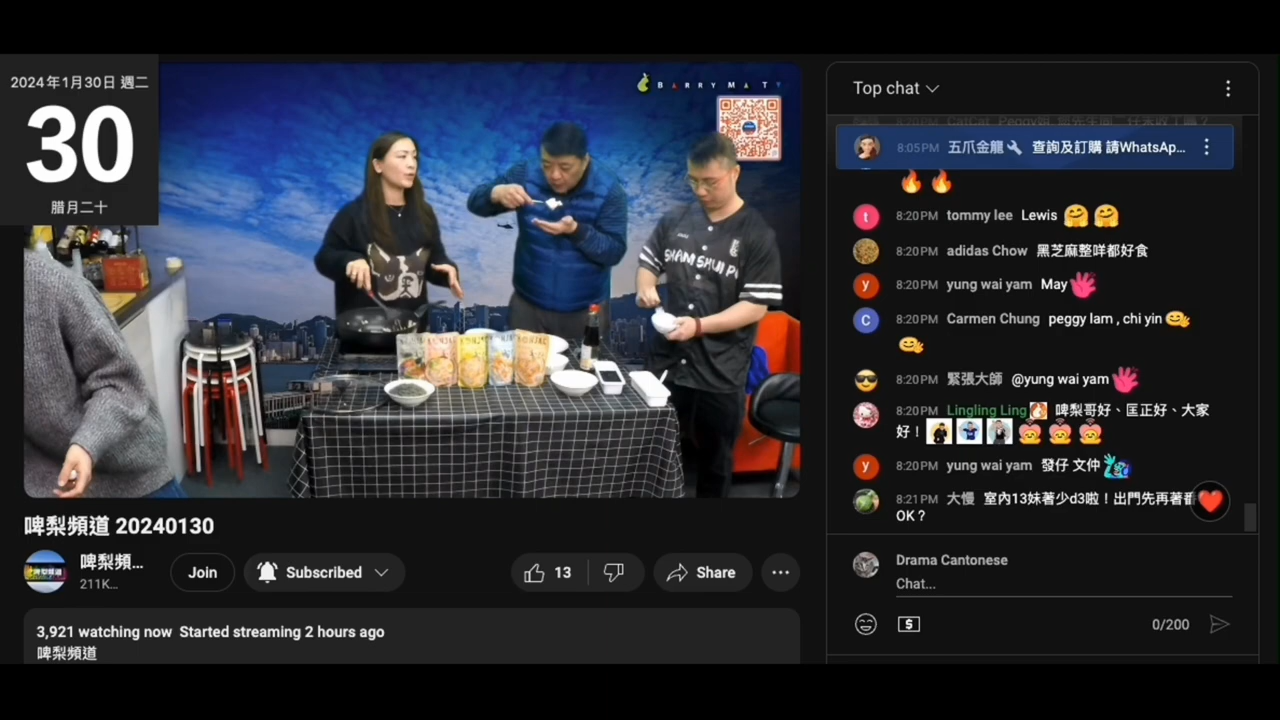 2024年1月30日 週二
30
腊月二十
BARRY MA TV
SHAM SHUI P
KONJAC
啤梨頻道 20240130
啤梨頻...
211K...
Join
Subscribed
13
Share
3,921 watching now Started streaming 2 hours ago
啤梨頻道
Top chat
8:05PM 五爪金龍 查詢及訂購 請WhatsAp...
8:20PM tommy lee Lewis 🤗 🤗
8:20PM adidas Chow 黑芝麻整咩都好食
8:20PM yung wai yam May
8:20PM Carmen Chung peggy lam , chi yin
8:20PM 緊張大師 @yung wai yam
8:20PM Lingling Ling 啤梨哥好、匡正好、大家
好！
8:20PM yung wai yam 發仔 文仲
8:21PM 大慢 室內13妹著少d3啦！出門先再著番
OK？
Drama Cantonese
Chat...
0/200